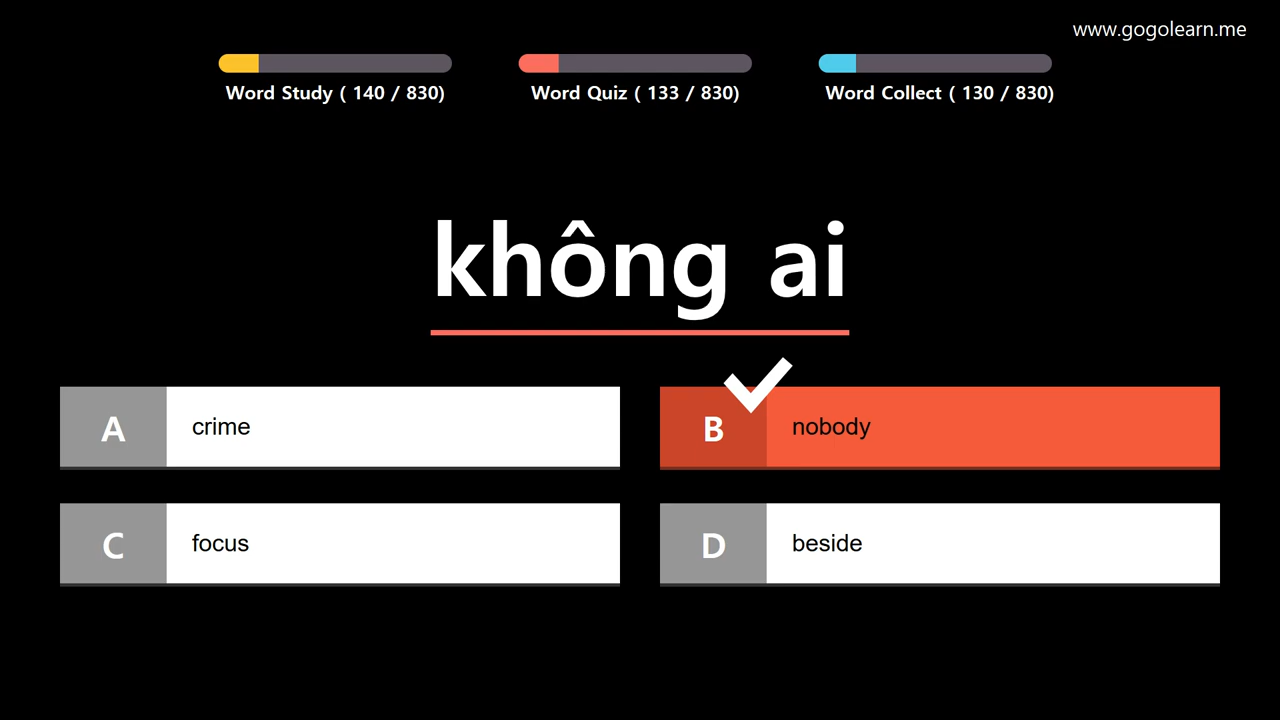 www.gogolearn.me
Word Study ( 140 / 830)
Word Quiz ( 133 / 830)
Word Collect ( 130 / 830)
không ai
A crime
B nobody
C focus
D beside